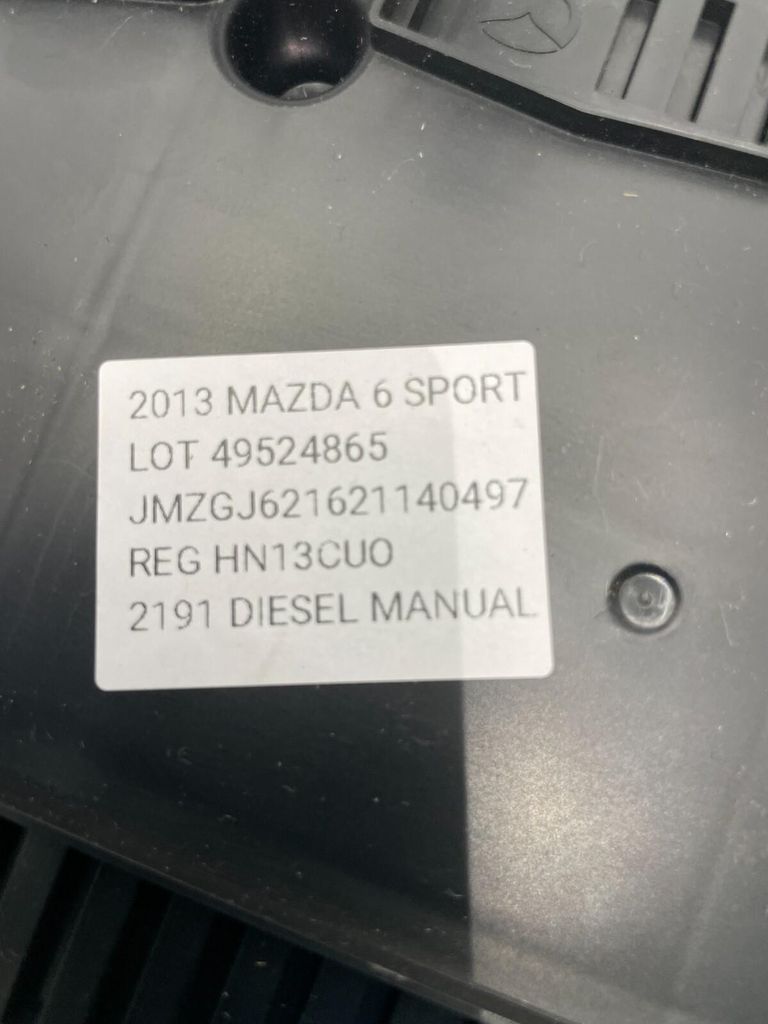 2013 MAZDA 6 SPORT
LOT 49524865
JMZGJ621621140497
REG HN13CUO
2191 DIESEL MANUAL